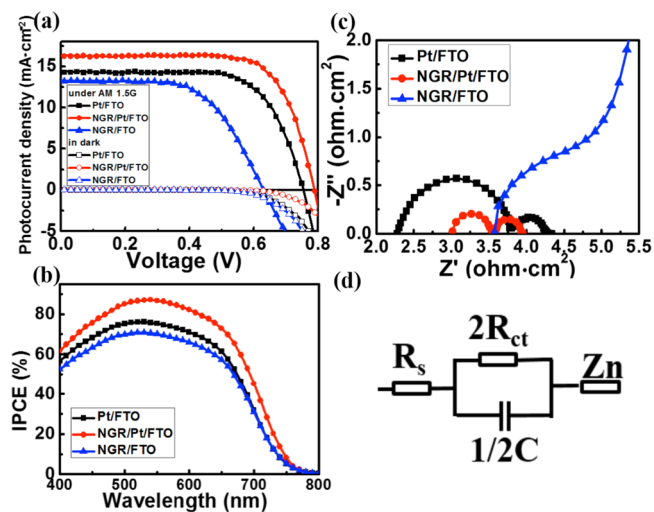 (a)
Photocurrent density (mA·cm⁻²)
15
10
5
0
-5
under AM 1.5G
Pt/FTO
NGR/Pt/FTO
NGR/FTO
in dark
Pt/FTO
NGR/Pt/FTO
NGR/FTO
0.0 0.2 0.4 0.6 0.8
Voltage (V)
(c)
-Z'' (ohm·cm²)
2.0
1.5
1.0
0.5
0.0
Pt/FTO
NGR/Pt/FTO
NGR/FTO
2.0 2.5 3.0 3.5 4.0 4.5 5.0 5.5
Z' (ohm·cm²)
(b)
IPCE (%)
80
60
40
20
0
Pt/FTO
NGR/Pt/FTO
NGR/FTO
400 500 600 700 800
Wavelength (nm)
(d)
Rs
2Rct
1/2C
Zn